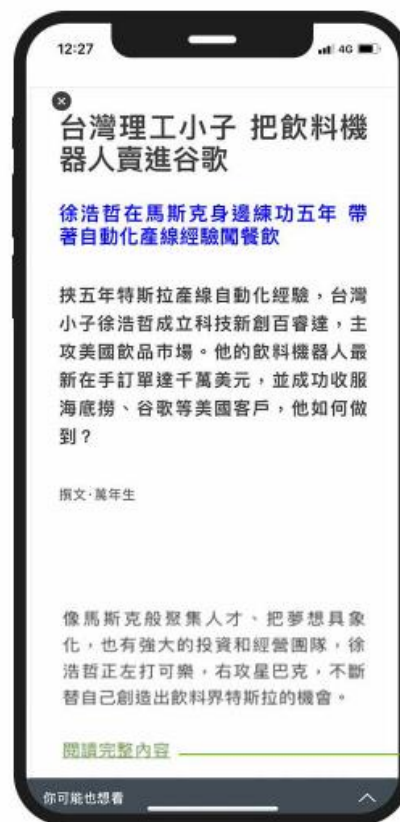 12:27
4G
台灣理工小子 把飲料機
器人賣進谷歌
徐浩哲在馬斯克身邊練功五年 帶
著自動化產線經驗闖餐飲
挾五年特斯拉產線自動化經驗，台灣
小子徐浩哲成立科技新創百睿達，主
攻美國飲品市場。他的飲料機器人最
新在手訂單達千萬美元，並成功收服
海底撈、谷歌等美國客戶，他如何做
到？
撰文·萬年生
像馬斯克般聚集人才、把夢想具象
化，也有強大的投資和經營團隊，徐
浩哲正左打可樂，右攻星巴克，不斷
替自己創造出飲料界特斯拉的機會。
閱讀完整內容
你可能也想看